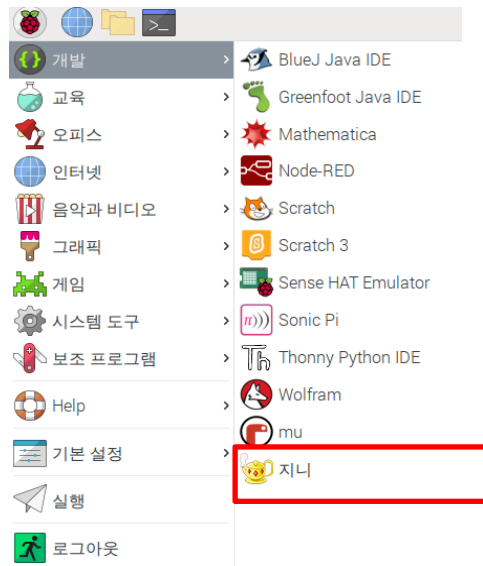 개발
교육
오피스
인터넷
음악과 비디오
그래픽
게임
시스템 도구
보조 프로그램
Help
기본 설정
실행
로그아웃
BlueJ Java IDE
Greenfoot Java IDE
Mathematica
Node-RED
Scratch
Scratch 3
Sense HAT Emulator
Sonic Pi
Th Thonny Python IDE
Wolfram
mu
지니